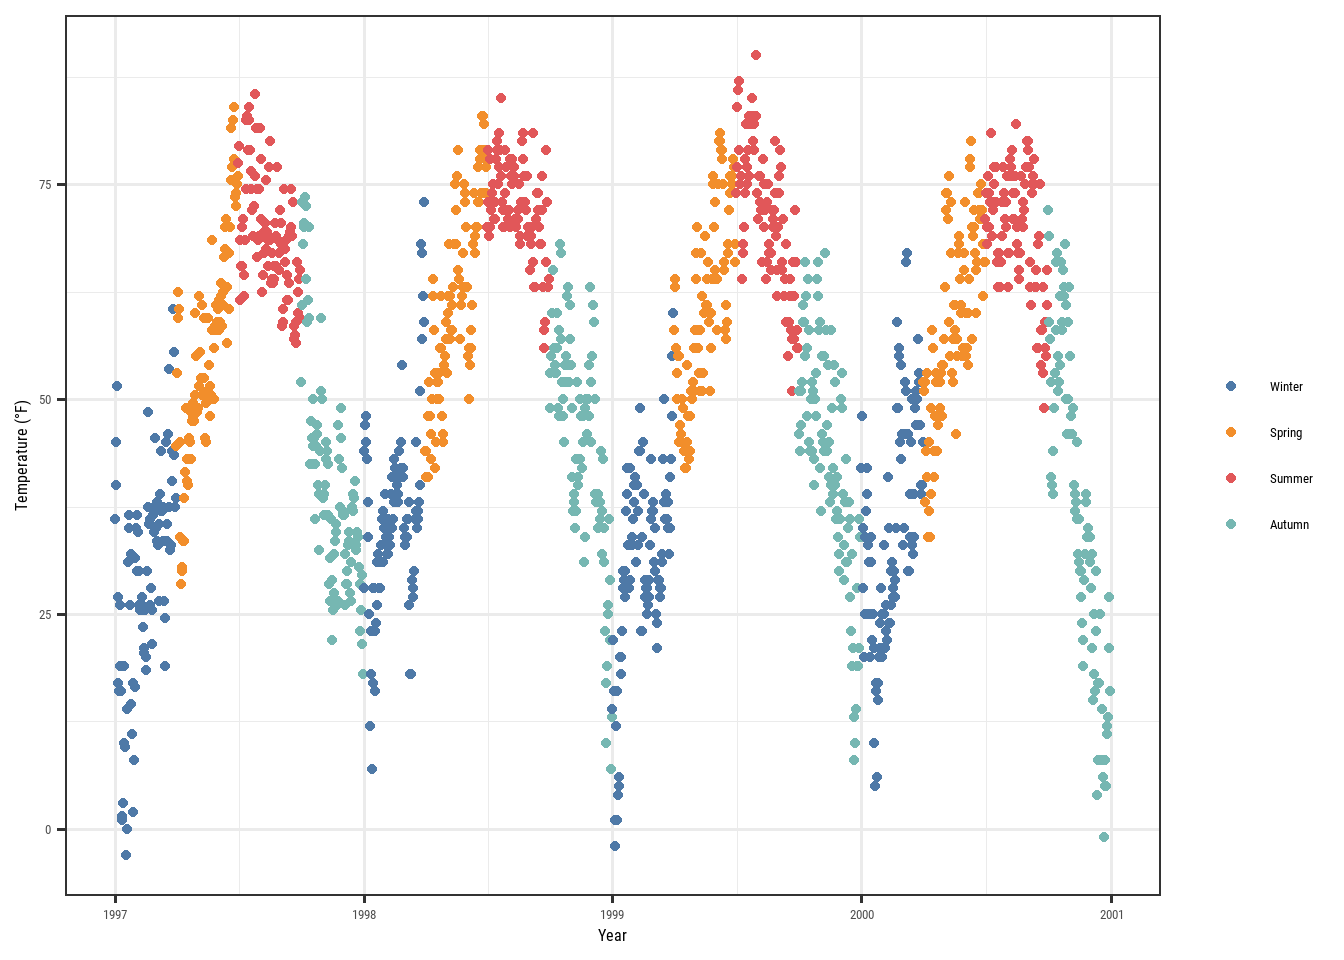 75
50
25
0
Temperature (°F)
1997
1998
1999
2000
2001
Year
Winter
Spring
Summer
Autumn